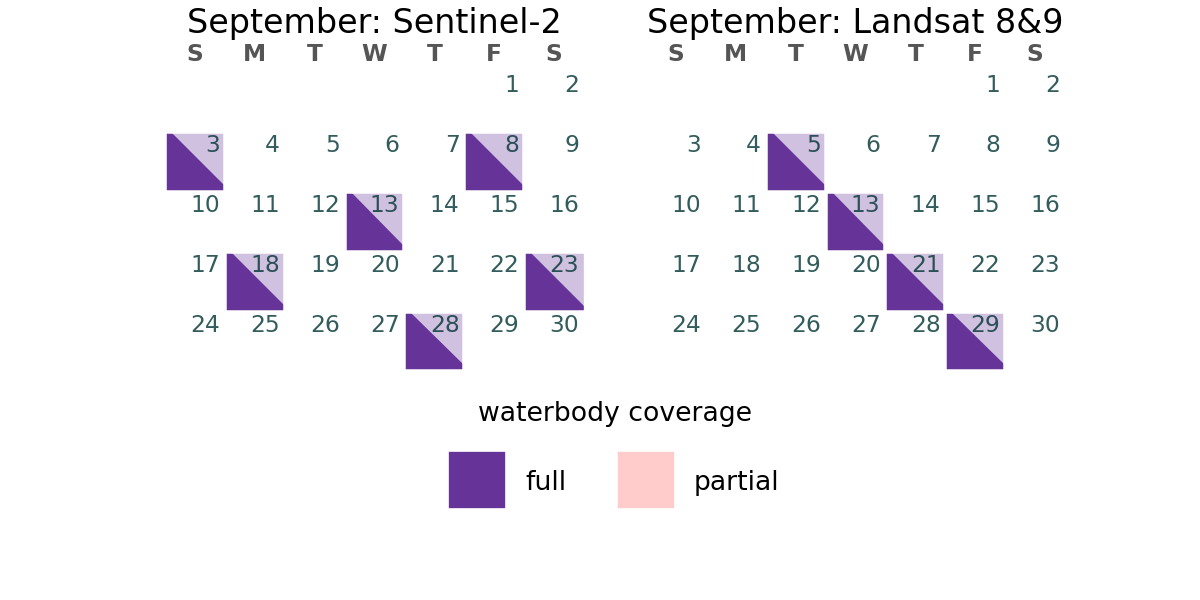 September: Sentinel-2
S M T W T F S
1 2
3 4 5 6 7 8 9
10 11 12 13 14 15 16
17 18 19 20 21 22 23
24 25 26 27 28 29 30
September: Landsat 8&9
S M T W T F S
1 2
3 4 5 6 7 8 9
10 11 12 13 14 15 16
17 18 19 20 21 22 23
24 25 26 27 28 29 30
waterbody coverage
full partial